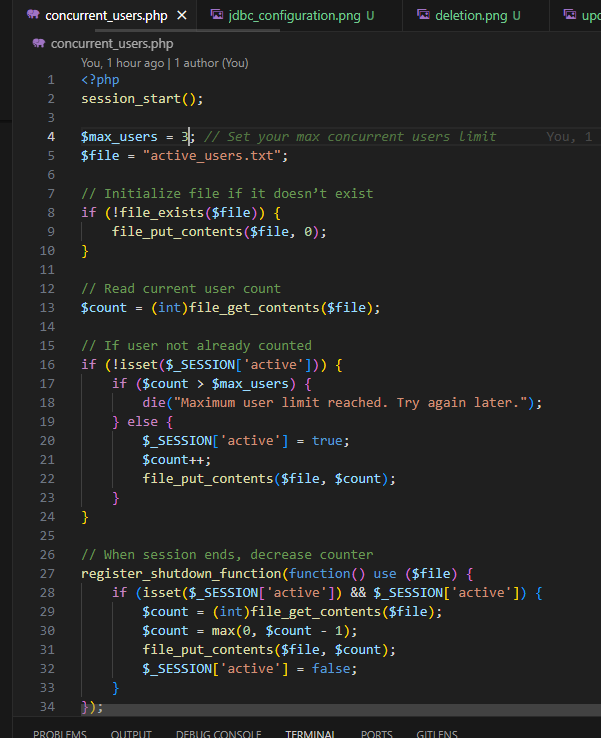 concurrent_users.php
jdbc_configuration.png U
deletion.png U
concurrent_users.php
You, 1 hour ago | 1 author (You)
1 <?php
2 session_start();
3
4 $max_users = 3; // Set your max concurrent users limit You, 1
5 $file = "active_users.txt";
6
7 // Initialize file if it doesn’t exist
8 if (!file_exists($file)) {
9 file_put_contents($file, 0);
10 }
11
12 // Read current user count
13 $count = (int)file_get_contents($file);
14
15 // If user not already counted
16 if (!isset($_SESSION['active'])) {
17 if ($count > $max_users) {
18 die("Maximum user limit reached. Try again later.");
19 } else {
20 $_SESSION['active'] = true;
21 $count++;
22 file_put_contents($file, $count);
23 }
24 }
25
26 // When session ends, decrease counter
27 register_shutdown_function(function() use ($file) {
28 if (isset($_SESSION['active']) && $_SESSION['active']) {
29 $count = (int)file_get_contents($file);
30 $count = max(0, $count - 1);
31 file_put_contents($file, $count);
32 $_SESSION['active'] = false;
33 }
34 });
PROBLEMS OUTPUT DEBUG CONSOLE TERMINAL PORTS GITLENS